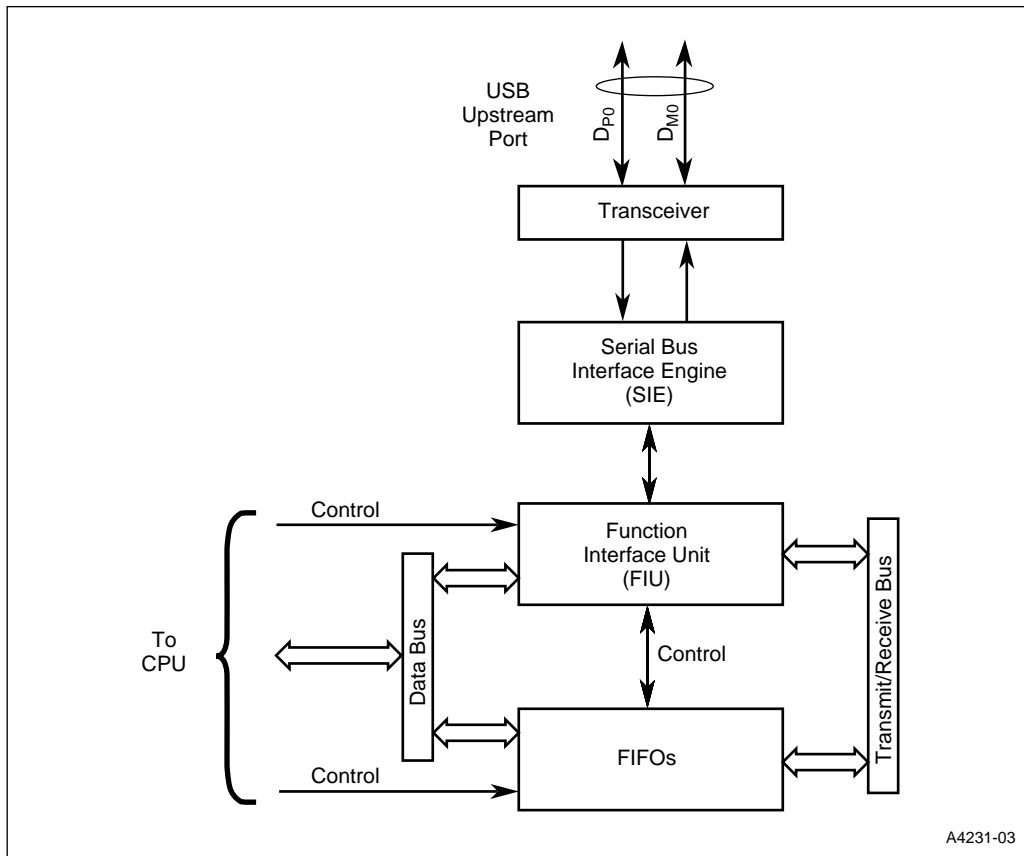 USB
Upstream
Port
DP0
DM0
Transceiver
Serial Bus
Interface Engine
(SIE)
Control
Function
Interface Unit
(FIU)
To
CPU
Data Bus
Control
Transmit/Receive Bus
Control
FIFOs
A4231-03